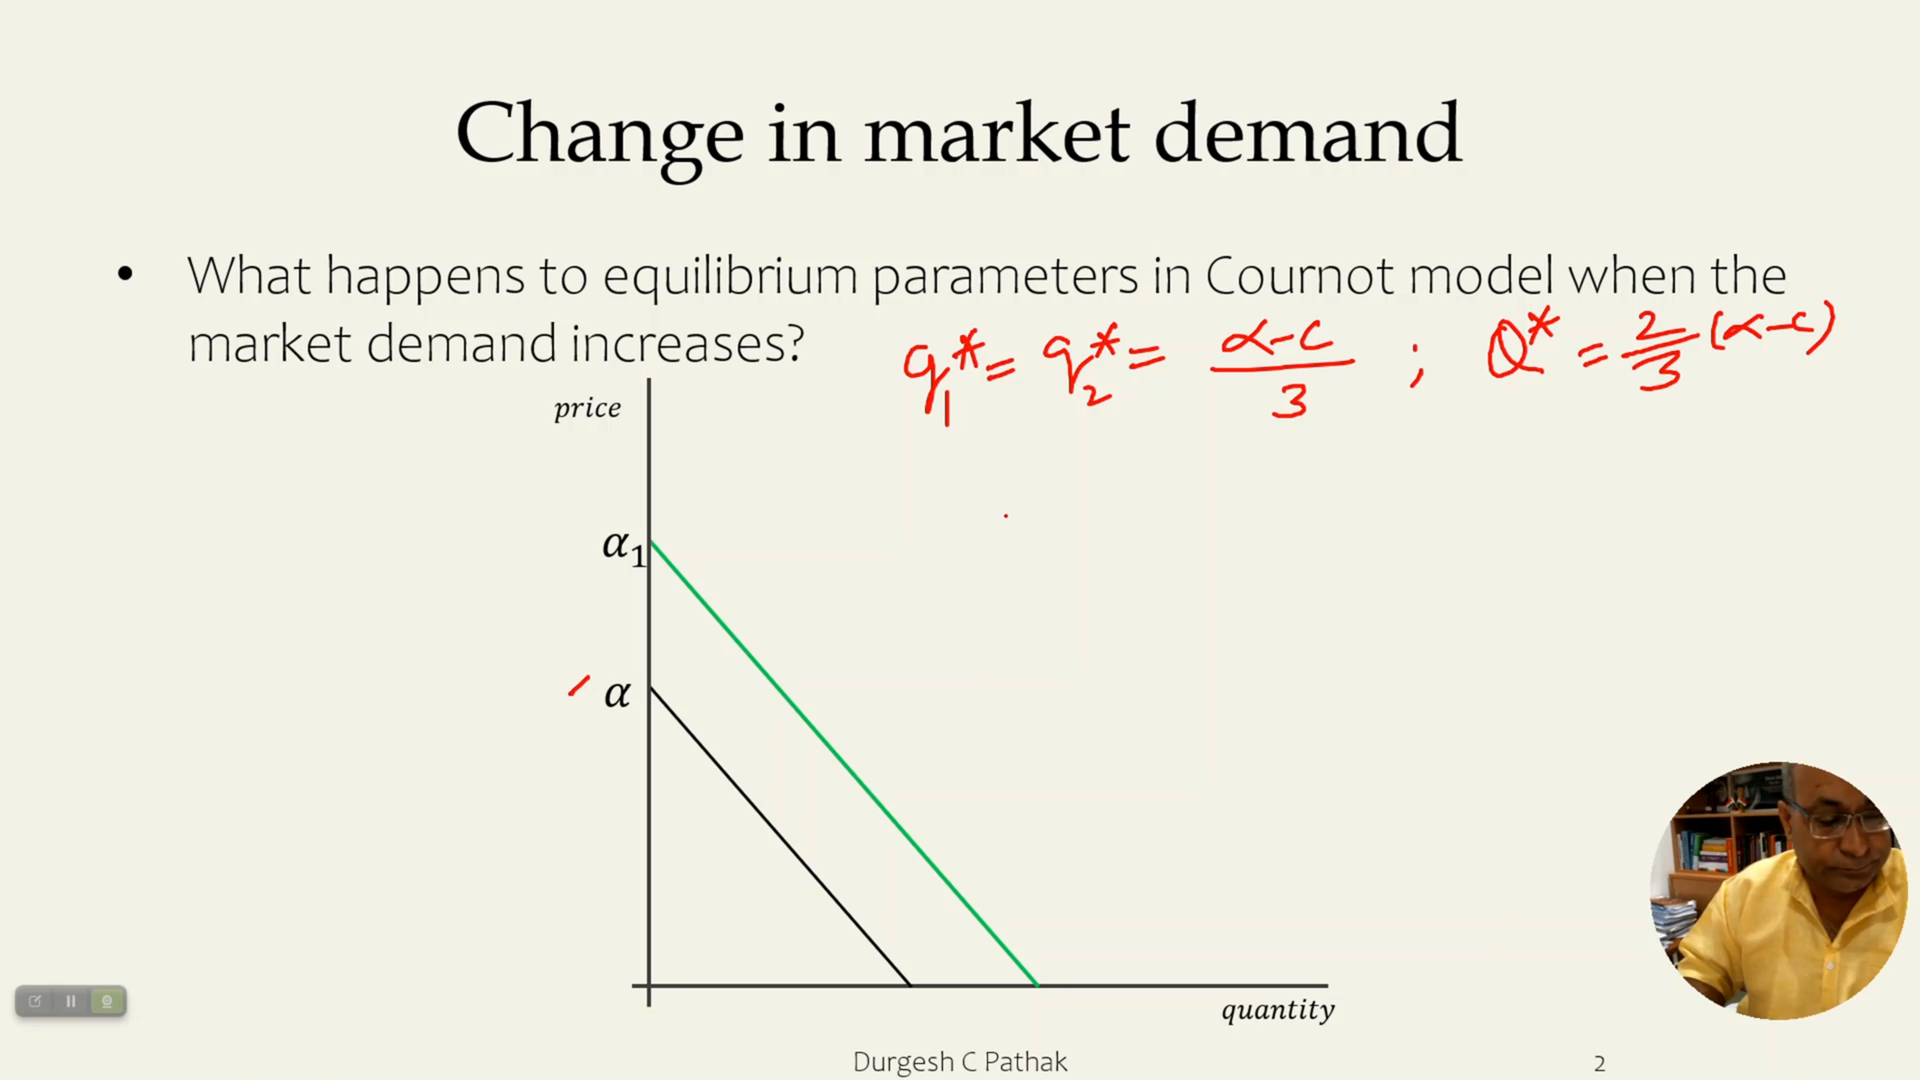 Change in market demand
• What happens to equilibrium parameters in Cournot model when the
market demand increases?
q₁* = q₂* = (α-c)/3 ; Q* = 2/3 (α-c)
price
α₁
α
quantity
Durgesh C Pathak
2